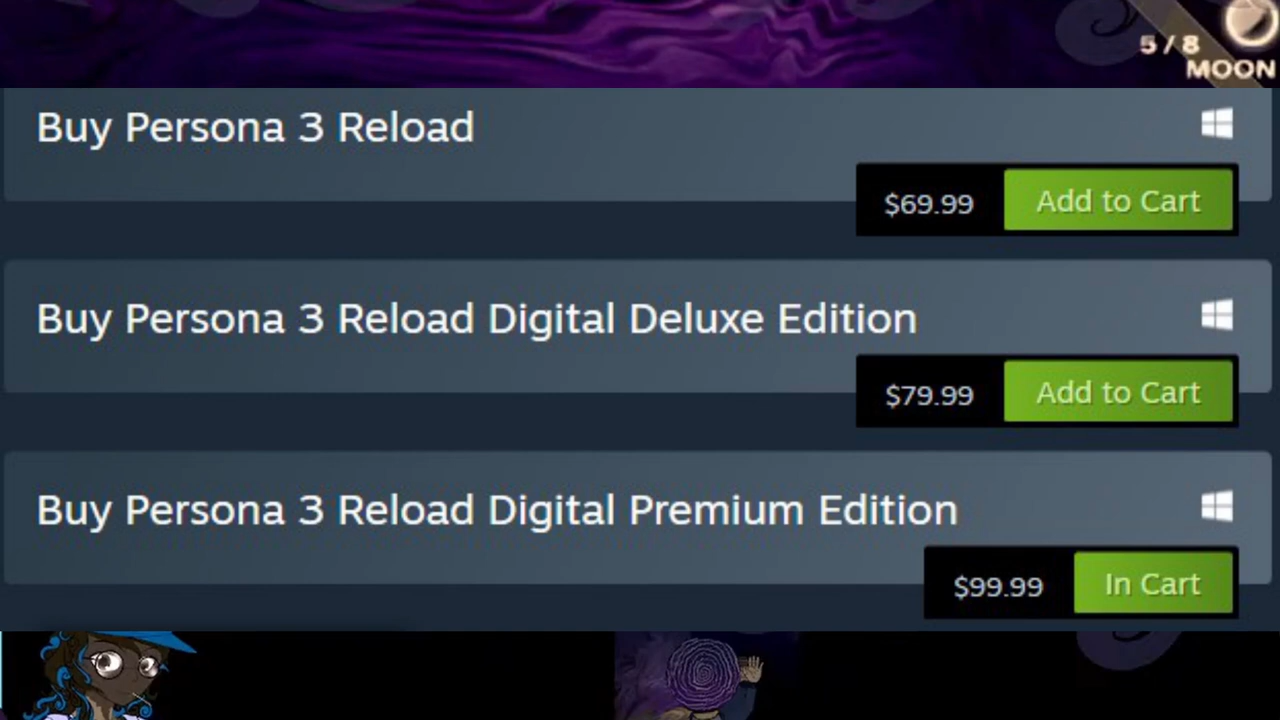 5/8
MOON
Buy Persona 3 Reload
$69.99 Add to Cart
Buy Persona 3 Reload Digital Deluxe Edition
$79.99 Add to Cart
Buy Persona 3 Reload Digital Premium Edition
$99.99 In Cart